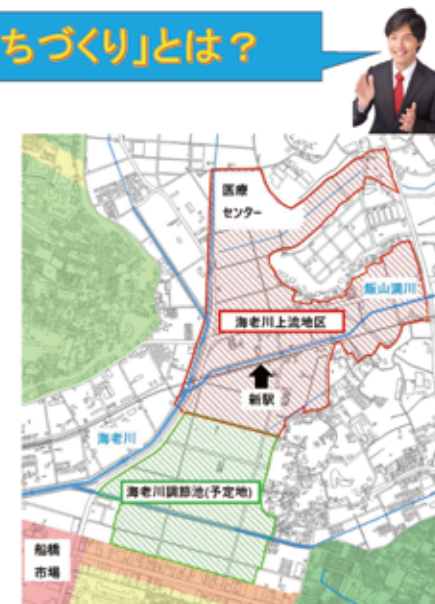 ちづくり」とは？
医療
センター
飯山満川
海老川上流地区
新駅
海老川
海老川調節池(予定地)
船橋
市場